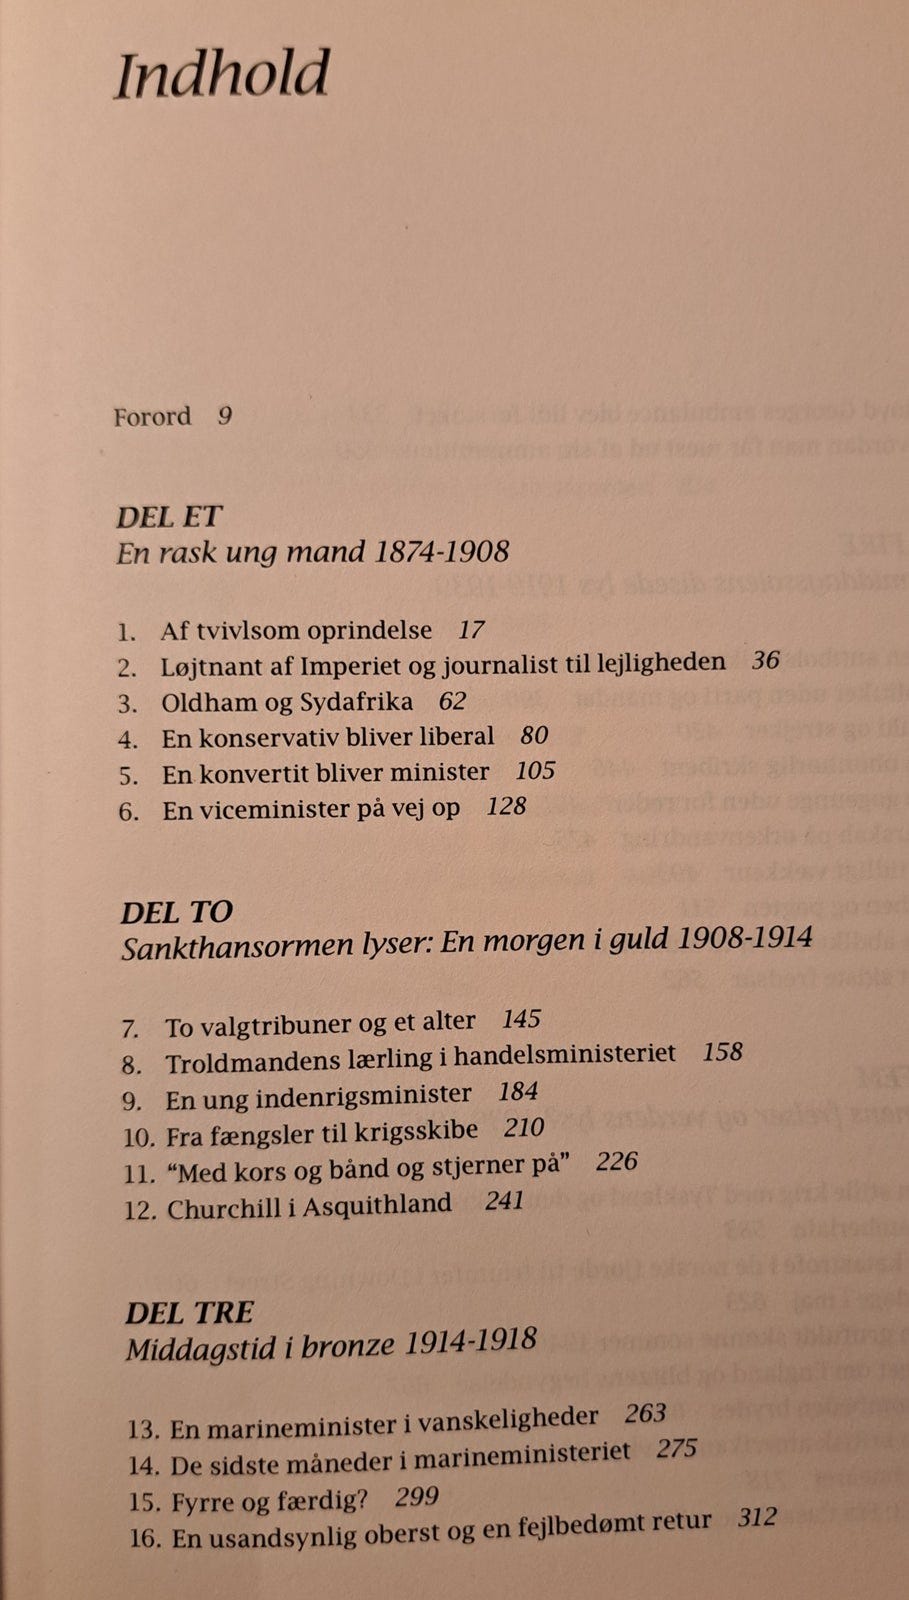 Indhold
Forord 9
DEL ET
En rask ung mand 1874-1908
1. Af tvivlsom oprindelse 17
2. Løjtnant af Imperiet og journalist til lejligheden 36
3. Oldham og Sydafrika 62
4. En konservativ bliver liberal 80
5. En konvertit bliver minister 105
6. En viceminister på vej op 128
DEL TO
Sankthansormen lyser: En morgen i guld 1908-1914
7. To valgtribuner og et alter 145
8. Troldmandens lærling i handelsministeriet 158
9. En ung indenrigsminister 184
10. Fra fængsler til krigsskibe 210
11. “Med kors og bånd og stjerner på” 226
12. Churchill i Asquithland 241
DEL TRE
Middagstid i bronze 1914-1918
13. En marineminister i vanskeligheder 263
14. De sidste måneder i marineministeriet 275
15. Fyrre og færdig? 299
16. En usandsynlig oberst og en fejlbedømt retur 312